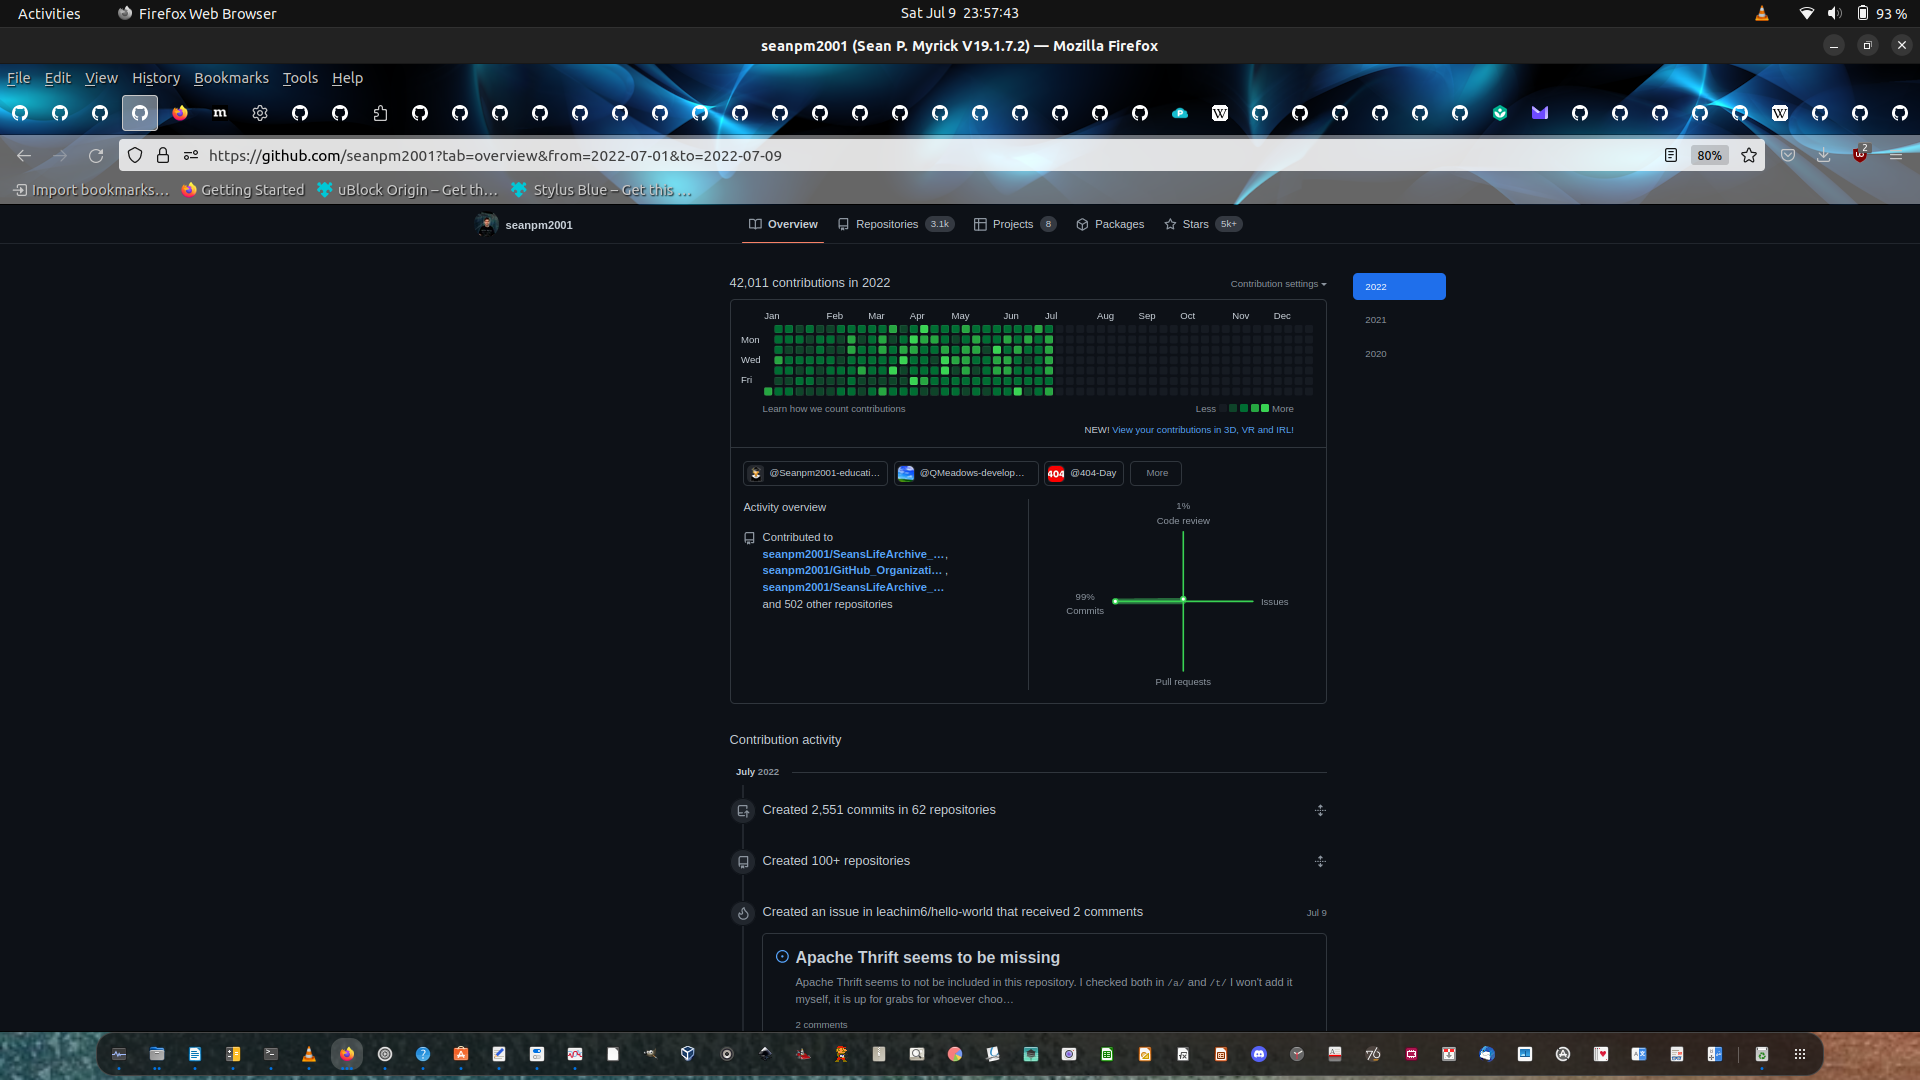 Activities
Firefox Web Browser
Sat Jul 9 23:57:43
93 %
seanpm2001 (Sean P. Myrick V19.1.7.2) — Mozilla Firefox
File Edit View History Bookmarks Tools Help
https://github.com/seanpm2001?tab=overview&from=2022-07-01&to=2022-07-09
80%
2
Import bookmarks…
Getting Started
uBlock Origin – Get th…
Stylus Blue – Get this …
seanpm2001
Overview
Repositories 3.1k
Projects 8
Packages
Stars 5k+
42,011 contributions in 2022
Contribution settings
2022
2021
2020
Jan Feb Mar Apr May Jun Jul Aug Sep Oct Nov Dec
Mon
Wed
Fri
Learn how we count contributions
Less More
NEW! View your contributions in 3D, VR and IRL!
@Seanpm2001-educati…
@QMeadows-develop…
404 @404-Day
More
Activity overview
Contributed to
seanpm2001/SeansLifeArchive_…,
seanpm2001/GitHub_Organizati… ,
seanpm2001/SeansLifeArchive_…
and 502 other repositories
1%
Code review
99%
Commits
Issues
Pull requests
Contribution activity
July 2022
Created 2,551 commits in 62 repositories
Created 100+ repositories
Created an issue in leachim6/hello-world that received 2 comments
Jul 9
Apache Thrift seems to be missing
Apache Thrift seems to not be included in this repository. I checked both in /a/ and /t/ I won't add it
myself, it is up for grabs for whoever choo…
2 comments